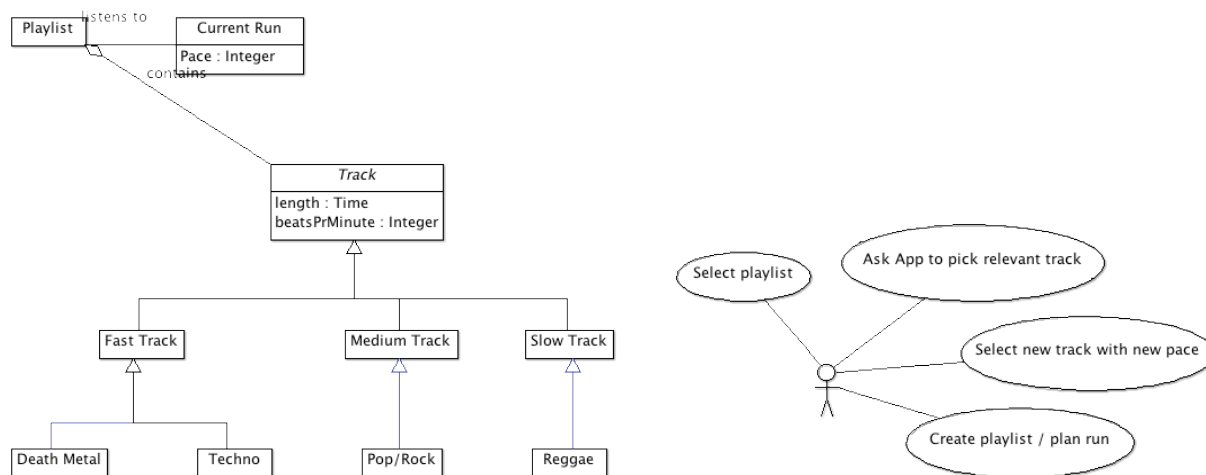 listens to
Playlist
Current Run
Pace : Integer
contains
Track
length : Time
beatsPrMinute : Integer
Fast Track
Medium Track
Slow Track
Death Metal
Techno
Pop/Rock
Reggae
Select playlist
Ask App to pick relevant track
Select new track with new pace
Create playlist / plan run